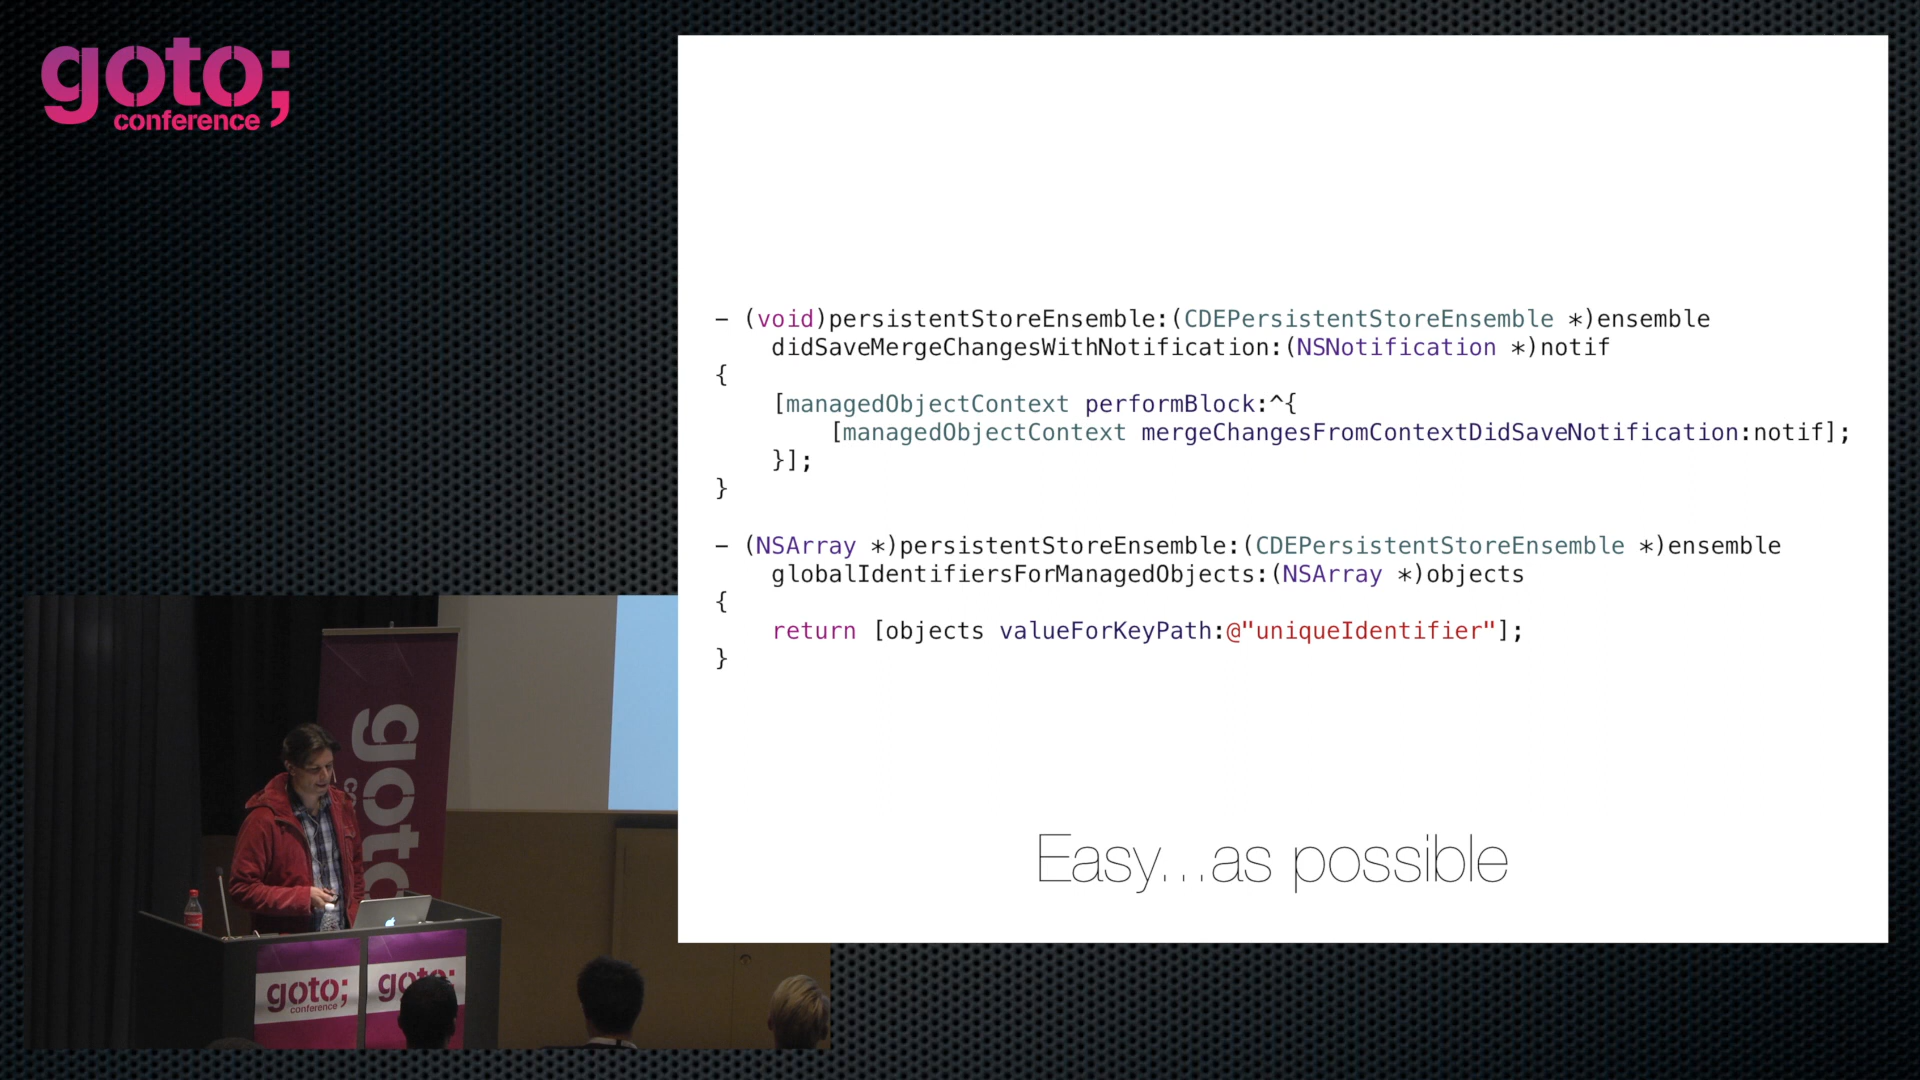 goto;
conference
- (void)persistentStoreEnsemble:(CDEPersistentStoreEnsemble *)ensemble
didSaveMergeChangesWithNotification:(NSNotification *)notif
{
[managedObjectContext performBlock:^{
[managedObjectContext mergeChangesFromContextDidSaveNotification:notif];
}];
}
- (NSArray *)persistentStoreEnsemble:(CDEPersistentStoreEnsemble *)ensemble
globalIdentifiersForManagedObjects:(NSArray *)objects
{
return [objects valueForKeyPath:@"uniqueIdentifier"];
}
Easy...as possible
goto
goto;
conference
goto;